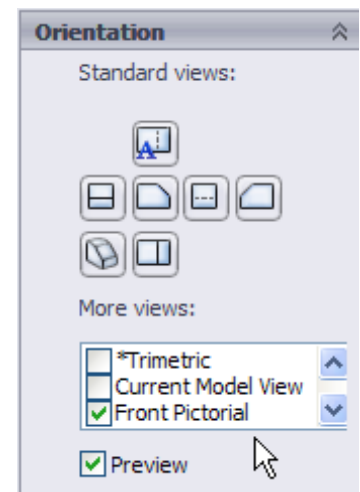 Orientation
Standard views:
A
More views:
*Trimetric
Current Model View
Front Pictorial
Preview